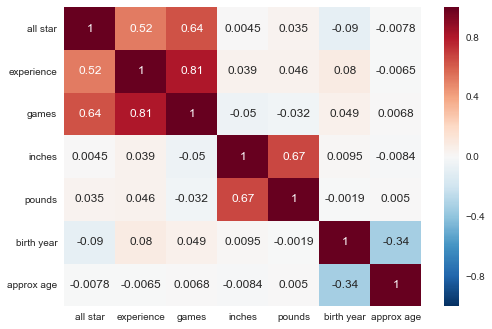 all star 1 0.52 0.64 0.0045 0.035 -0.09 -0.0078
experience 0.52 1 0.81 0.039 0.046 0.08 -0.0065
games 0.64 0.81 1 -0.05 -0.032 0.049 0.0068
inches 0.0045 0.039 -0.05 1 0.67 0.0095 -0.0084
pounds 0.035 0.046 -0.032 0.67 1 -0.0019 0.005
birth year -0.09 0.08 0.049 0.0095 -0.0019 1 -0.34
approx age -0.0078 -0.0065 0.0068 -0.0084 0.005 -0.34 1
all star experience games inches pounds birth year approx age
0.8
0.4
0.0
−0.4
−0.8